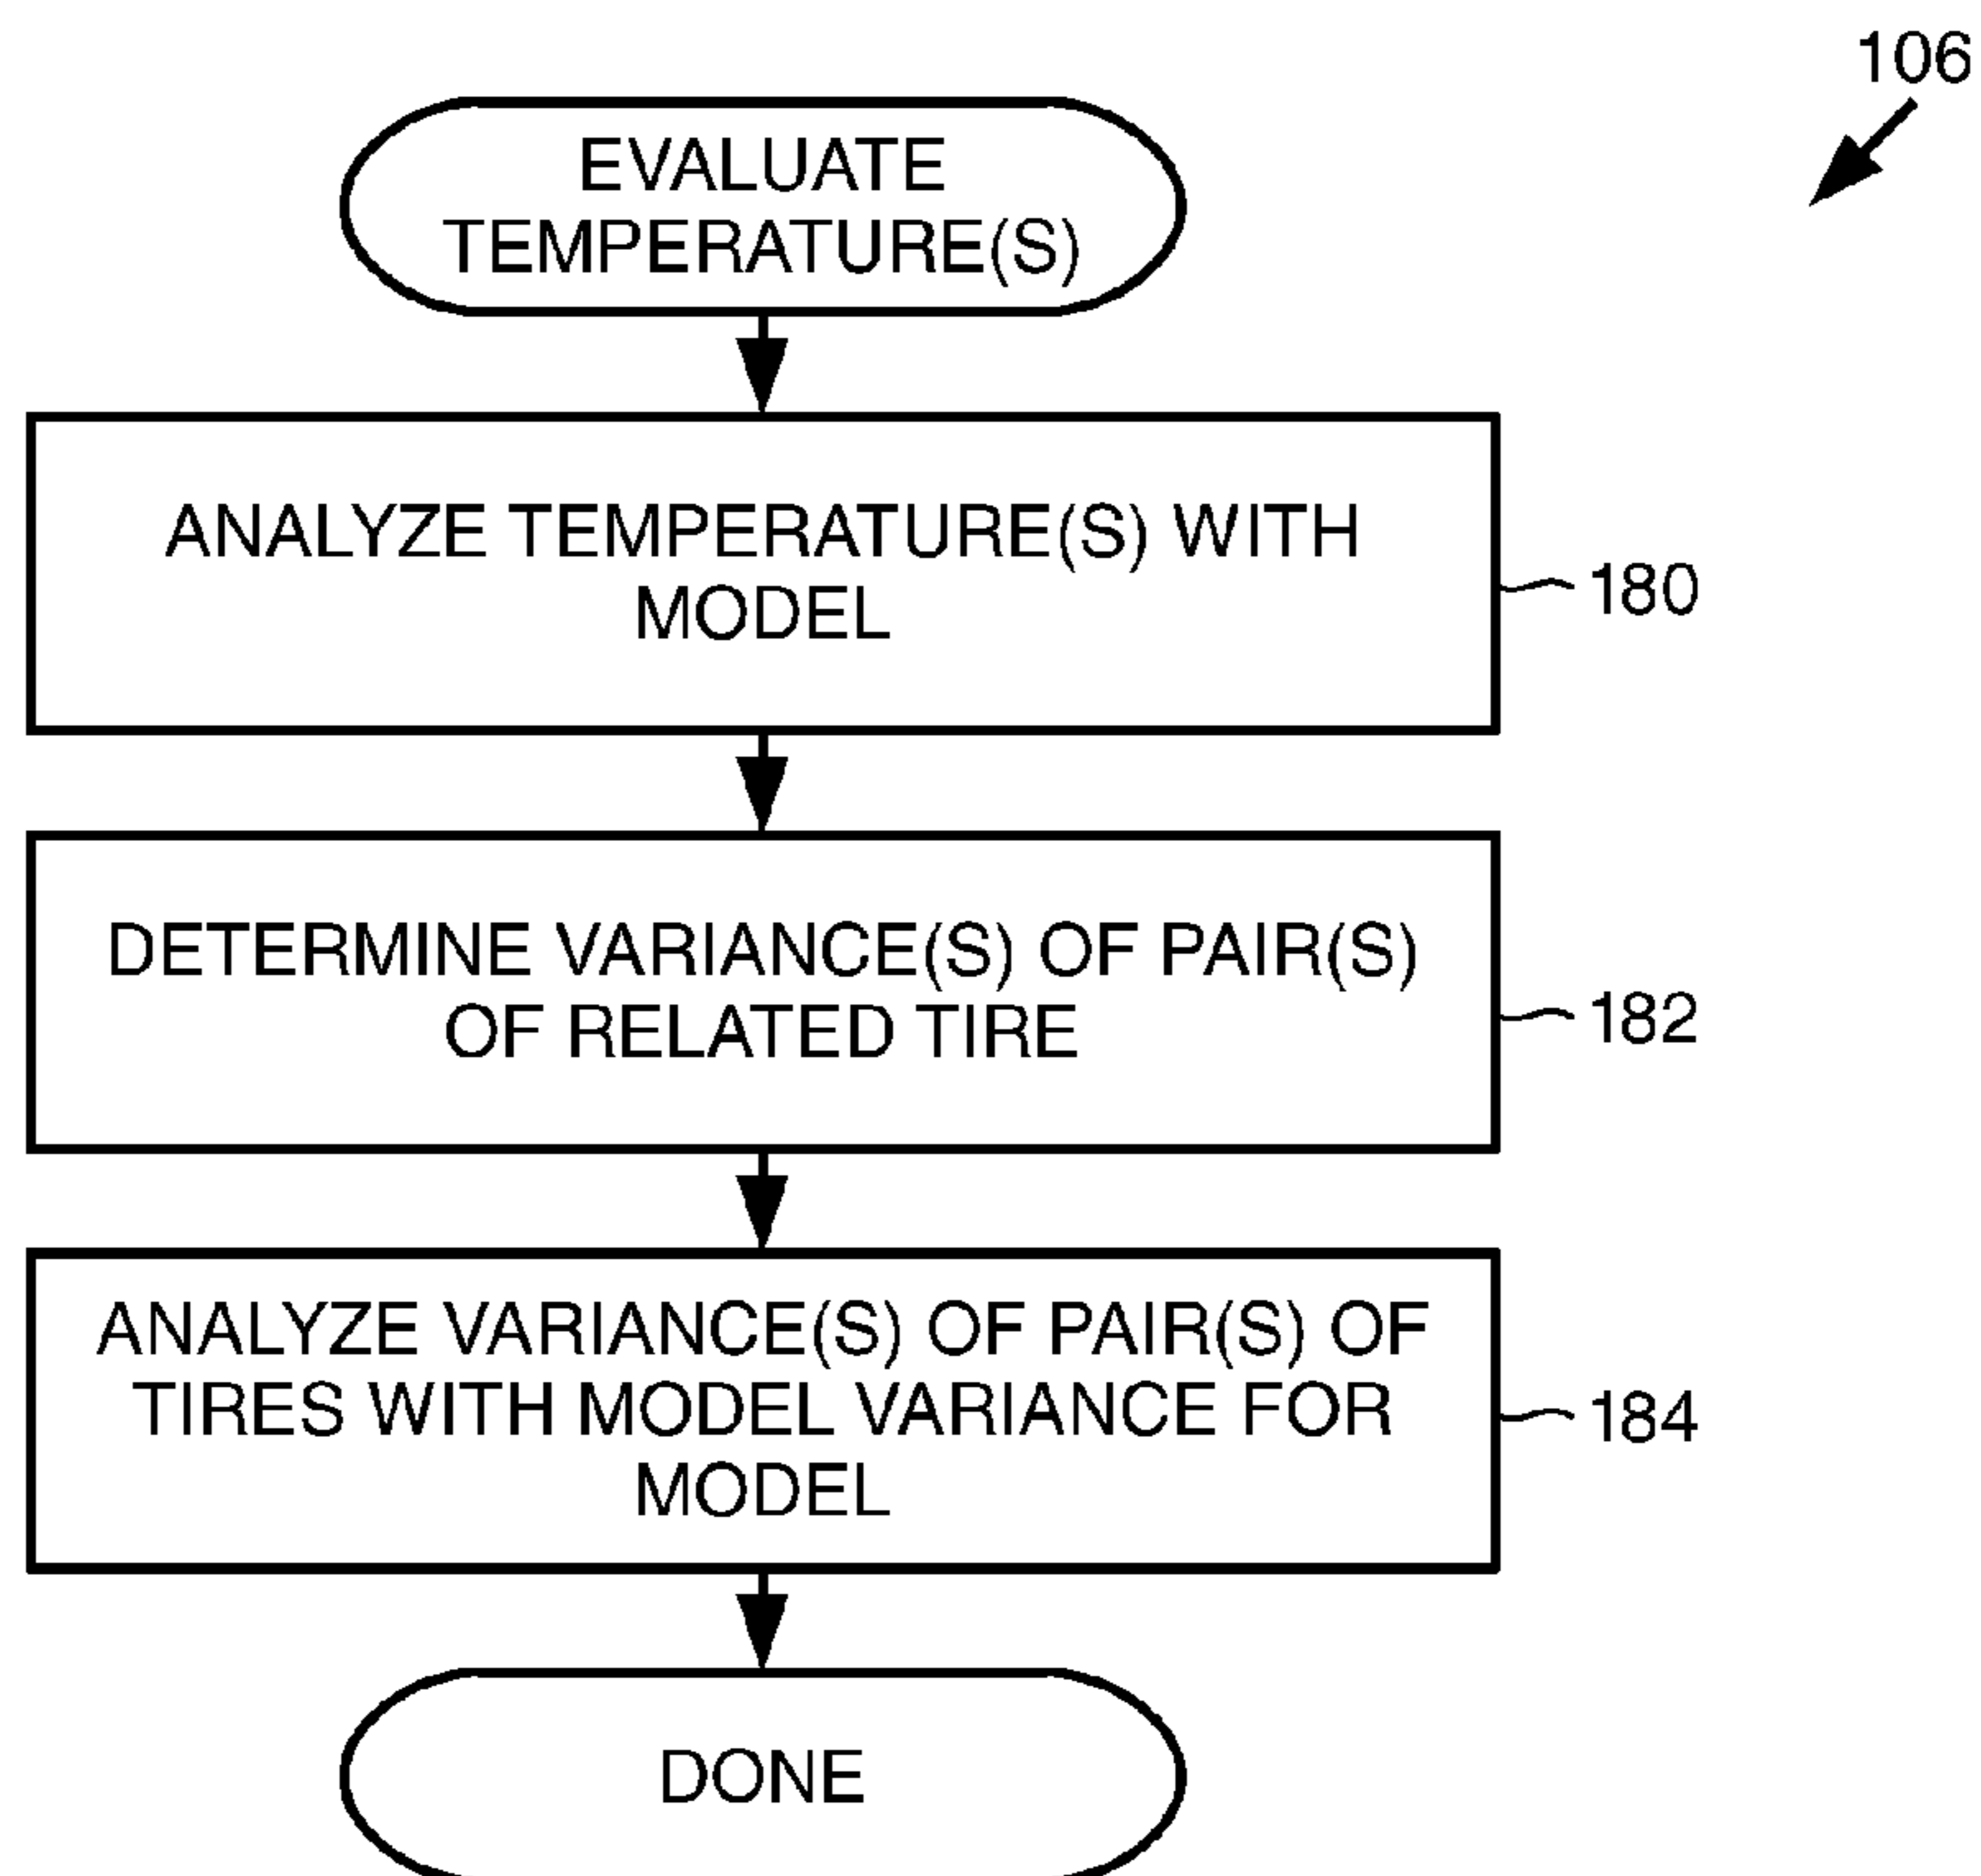 106
EVALUATE
TEMPERATURE(S)
ANALYZE TEMPERATURE(S) WITH
MODEL
180
DETERMINE VARIANCE(S) OF PAIR(S)
OF RELATED TIRE
182
ANALYZE VARIANCE(S) OF PAIR(S) OF
TIRES WITH MODEL VARIANCE FOR
MODEL
184
DONE